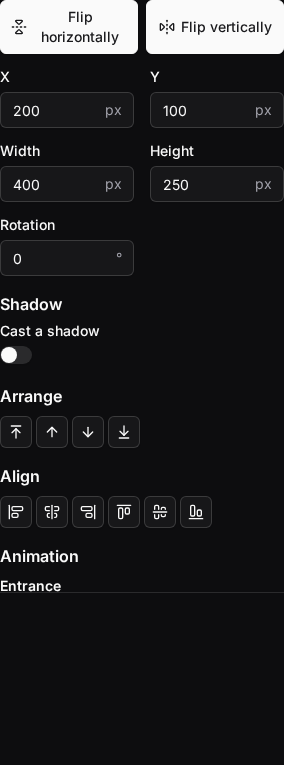 Flip
horizontally
Flip vertically
X
Y
200 px
100 px
Width
Height
400 px
250 px
Rotation
0 °
Shadow
Cast a shadow
Arrange
Align
Animation
Entrance